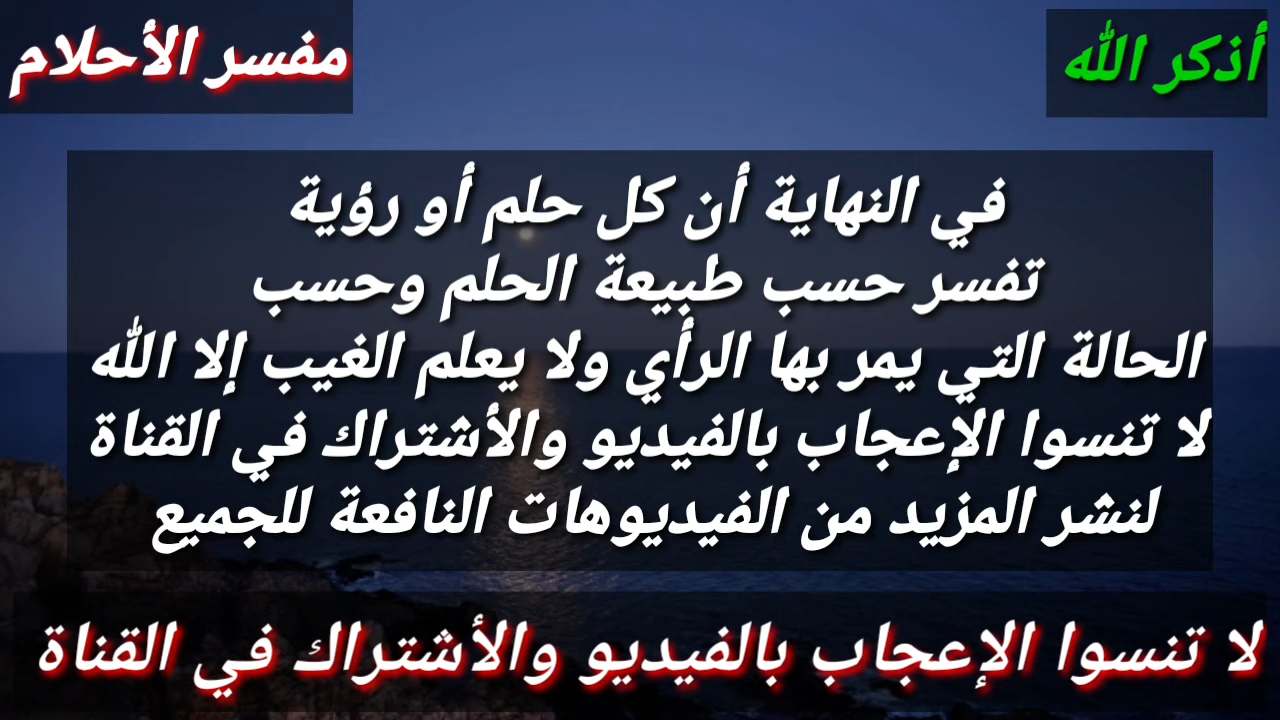 أذكر الله
مفسر الأحلام
في النهاية أن كل حلم أو رؤية
تفسر حسب طبيعة الحلم وحسب
الحالة التي يمر بها الرأي ولا يعلم الغيب إلا الله
لا تنسوا الإعجاب بالفيديو والأشتراك في القناة
لنشر المزيد من الفيديوهات النافعة للجميع
لا تنسوا الإعجاب بالفيديو والأشتراك في القناة